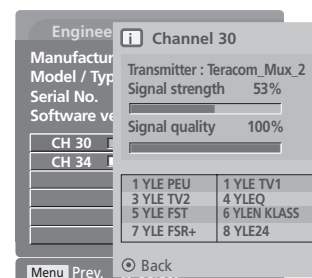 Engine
Manufactur
Model / Typ
Serial No.
Software ve
CH 30
CH 34
Menu Prev.
i Channel 30
Transmitter : Teracom_Mux_2
Signal strength 53%
Signal quality 100%
1 YLE PEU 1 YLE TV1
3 YLE TV2 4 YLEQ
5 YLE FST 6 YLEN KLASS
7 YLE FSR+ 8 YLE24
Back